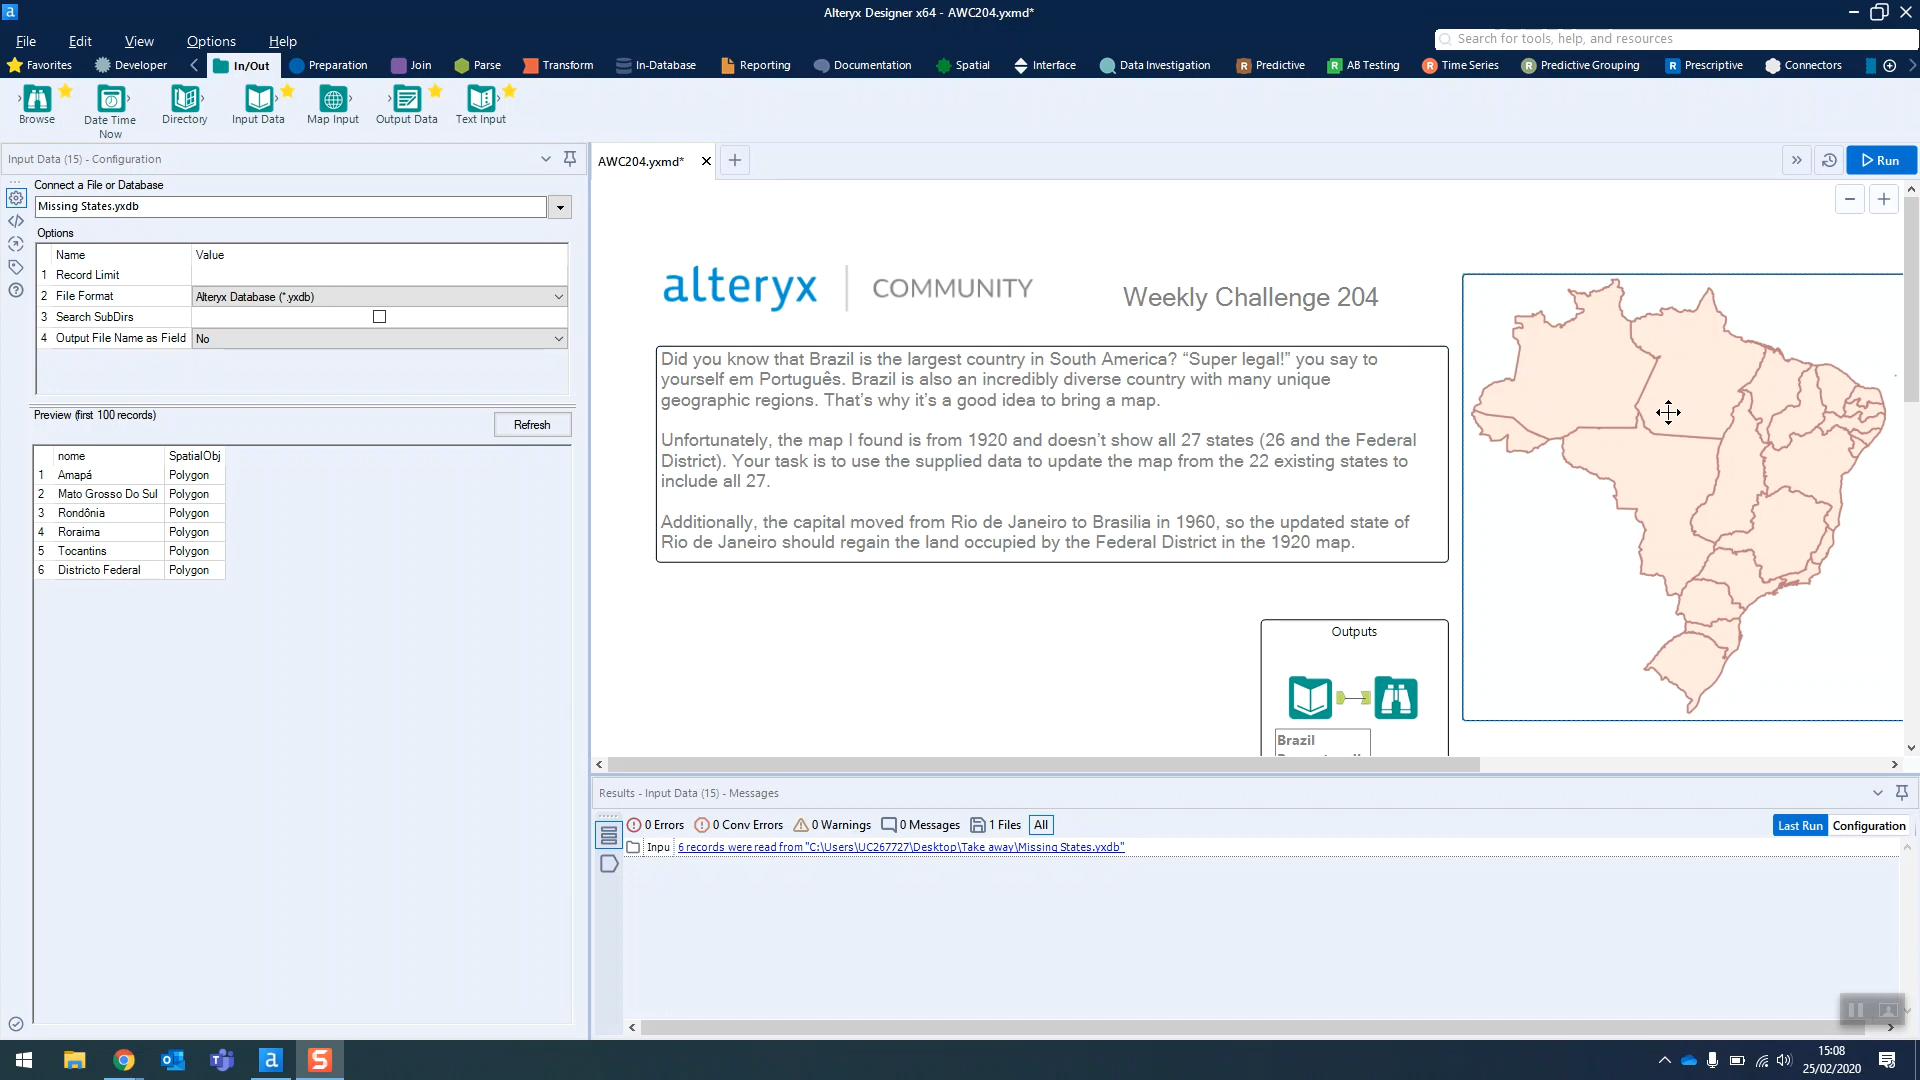 Alteryx Designer x64 - AWC204.yxmd*
File Edit View Options Help
Search for tools, help, and resources
Favorites Developer In/Out Preparation Join Parse Transform In-Database Reporting Documentation Spatial Interface Data Investigation Predictive AB Testing Time Series Predictive Grouping Prescriptive Connectors
Browse Date Time Now Directory Input Data Map Input Output Data Text Input
Input Data (15) - Configuration
Connect a File or Database
Missing States.yxdb
Options
Name Value
1 Record Limit
2 File Format Alteryx Database (*.yxdb)
3 Search SubDirs
4 Output File Name as Field No
Preview (first 100 records)
Refresh
nome SpatialObj
1 Amapá Polygon
2 Mato Grosso Do Sul Polygon
3 Rondônia Polygon
4 Roraima Polygon
5 Tocantins Polygon
6 Districto Federal Polygon
AWC204.yxmd*
Run
alteryx COMMUNITY
Weekly Challenge 204
Did you know that Brazil is the largest country in South America? “Super legal!” you say to
yourself em Português. Brazil is also an incredibly diverse country with many unique
geographic regions. That’s why it’s a good idea to bring a map.
Unfortunately, the map I found is from 1920 and doesn’t show all 27 states (26 and the Federal
District). Your task is to use the supplied data to update the map from the 22 existing states to
include all 27.
Additionally, the capital moved from Rio de Janeiro to Brasilia in 1960, so the updated state of
Rio de Janeiro should regain the land occupied by the Federal District in the 1920 map.
Outputs
Brazil
Results - Input Data (15) - Messages
0 Errors 0 Conv Errors 0 Warnings 0 Messages 1 Files All
Last Run Configuration
Inpu 6 records were read from "C:\Users\UC267727\Desktop\Take away\Missing States.yxdb"
15:08
25/02/2020